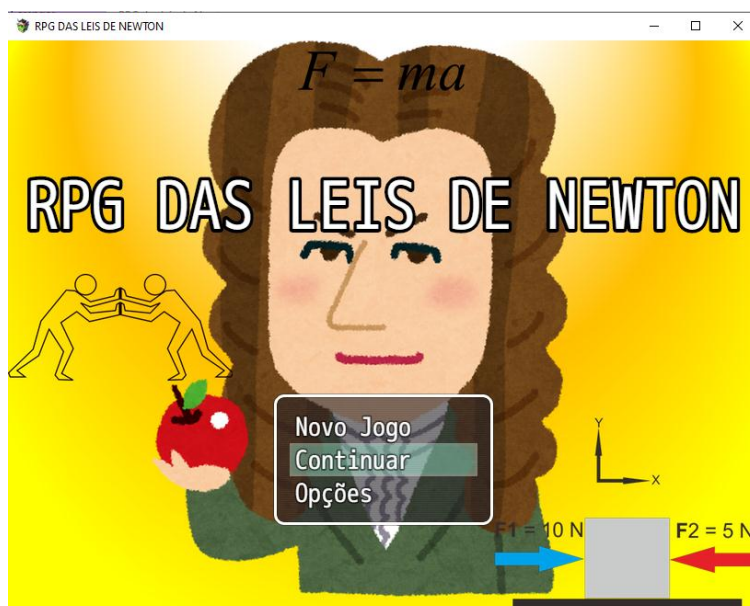 RPG DAS LEIS DE NEWTON
F = ma
RPG DAS LEIS DE NEWTON
Novo Jogo
Continuar
Opções
Y
X
F1 = 10 N
F2 = 5 N